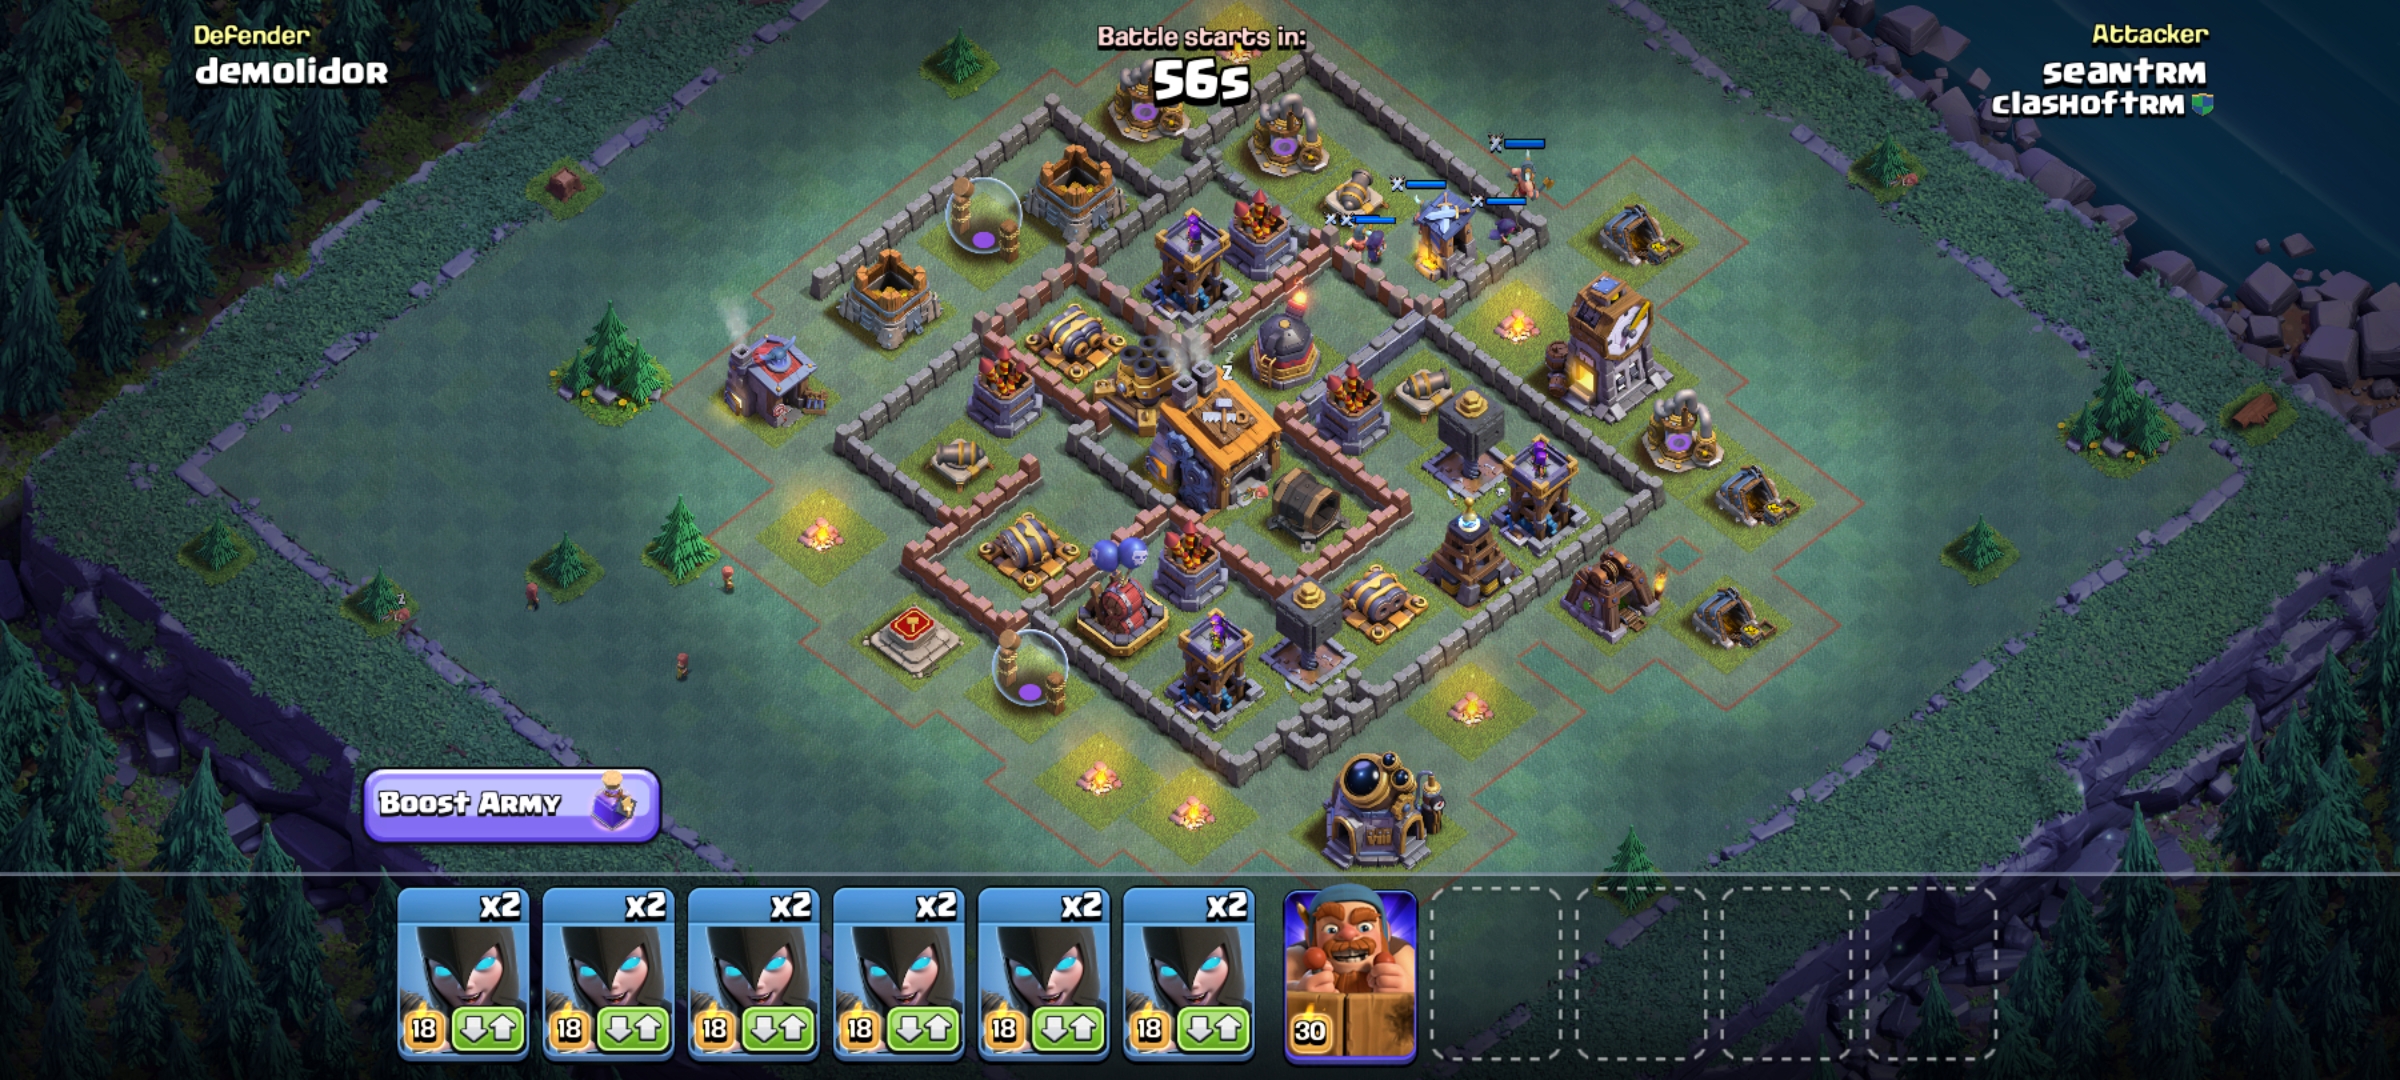 Defender
demolidor
Battle starts in:
56s
Attacker
seantrm
clashoftrm
Boost Army
x2
x2
x2
x2
x2
x2
18
18
18
18
18
18
30